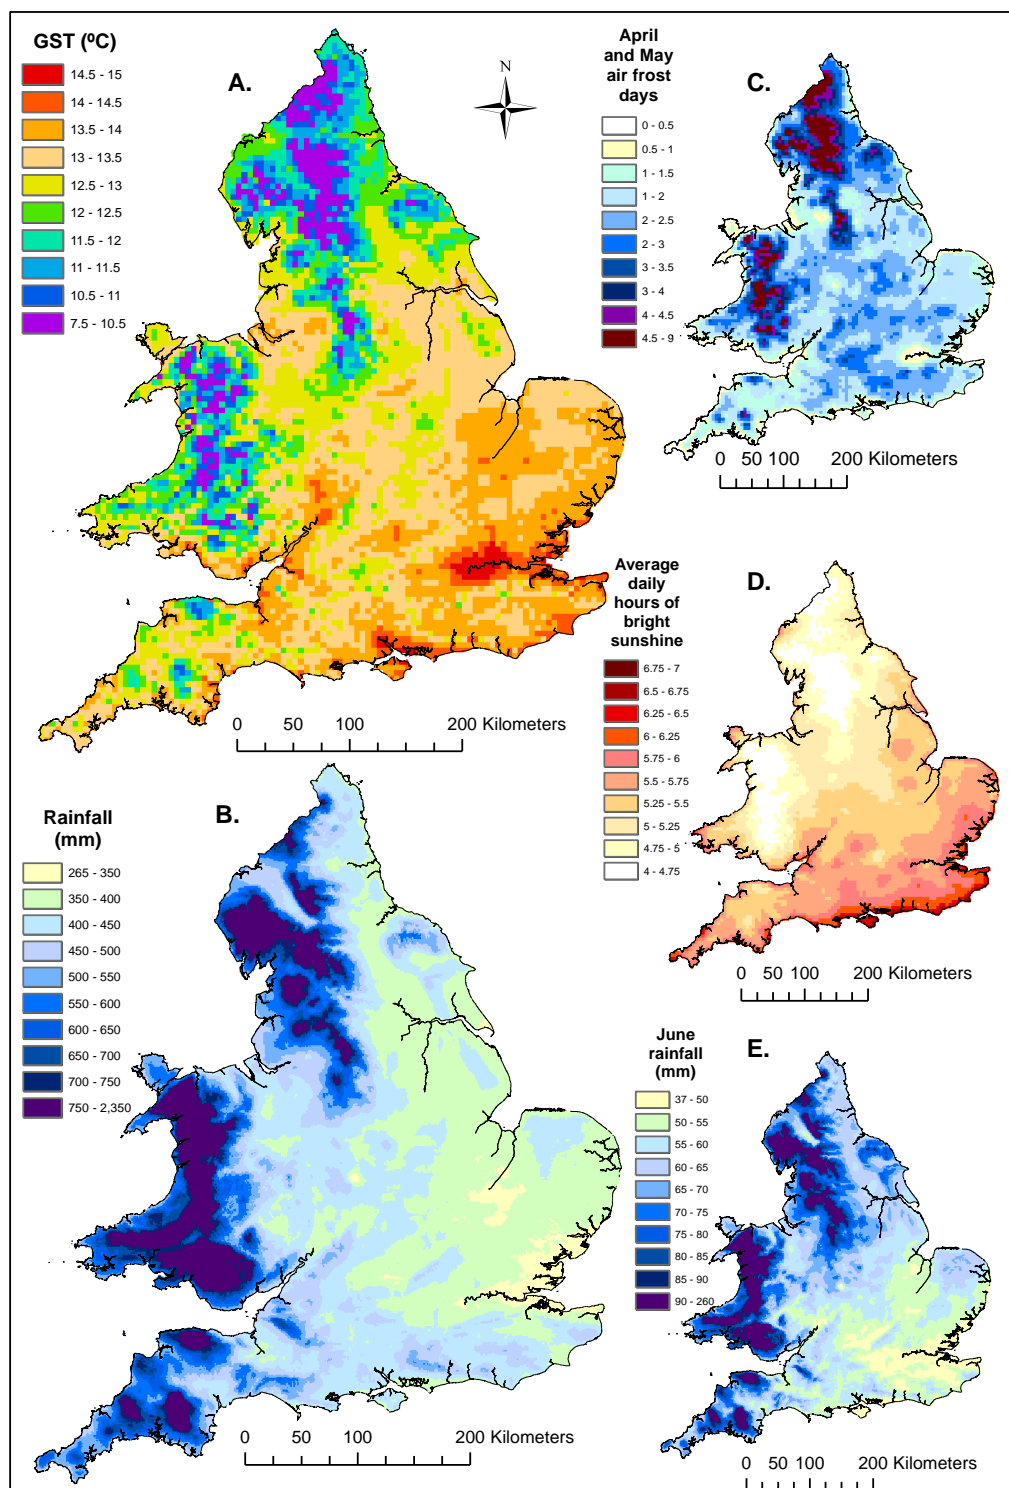 GST (ºC)
14.5 - 15
14 - 14.5
13.5 - 14
13 - 13.5
12.5 - 13
12 - 12.5
11.5 - 12
11 - 11.5
10.5 - 11
7.5 - 10.5
A.
N
0 50 100 200 Kilometers
April
and May
air frost
days
0 - 0.5
0.5 - 1
1 - 1.5
1 - 2
2 - 2.5
2 - 3
3 - 3.5
3 - 4
4 - 4.5
4.5 - 9
C.
0 50 100 200 Kilometers
Average
daily
hours of
bright
sunshine
6.75 - 7
6.5 - 6.75
6.25 - 6.5
6 - 6.25
5.75 - 6
5.5 - 5.75
5.25 - 5.5
5 - 5.25
4.75 - 5
4 - 4.75
D.
0 50 100 200 Kilometers
Rainfall
(mm)
265 - 350
350 - 400
400 - 450
450 - 500
500 - 550
550 - 600
600 - 650
650 - 700
700 - 750
750 - 2,350
B.
0 50 100 200 Kilometers
June
rainfall
(mm)
37 - 50
50 - 55
55 - 60
60 - 65
65 - 70
70 - 75
75 - 80
80 - 85
85 - 90
90 - 260
E.
0 50 100 200 Kilometers